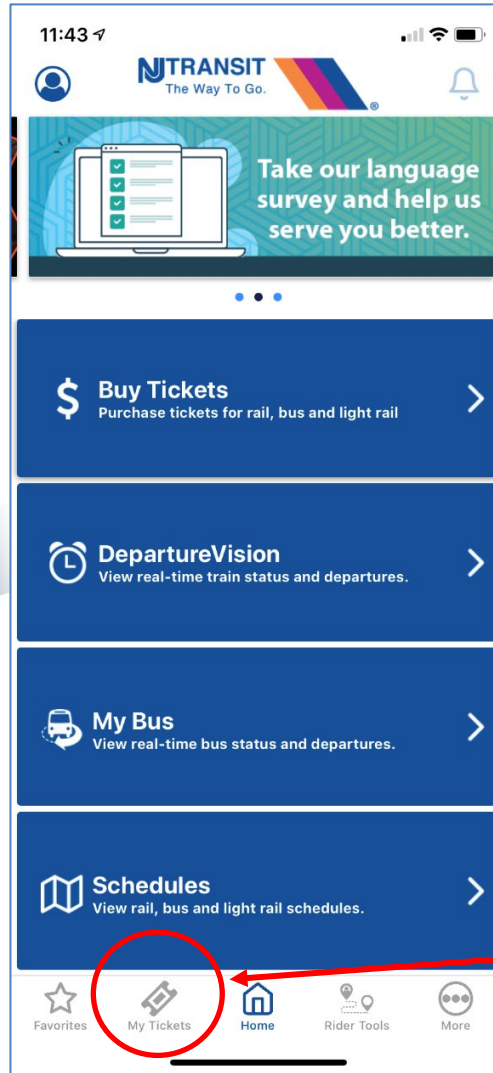 11:43
NJTRANSIT
The Way To Go.
®
Take our language
survey and help us
serve you better.
$ Buy Tickets
Purchase tickets for rail, bus and light rail
DepartureVision
View real-time train status and departures.
My Bus
View real-time bus status and departures.
Schedules
View rail, bus and light rail schedules.
Favorites My Tickets Home Rider Tools More